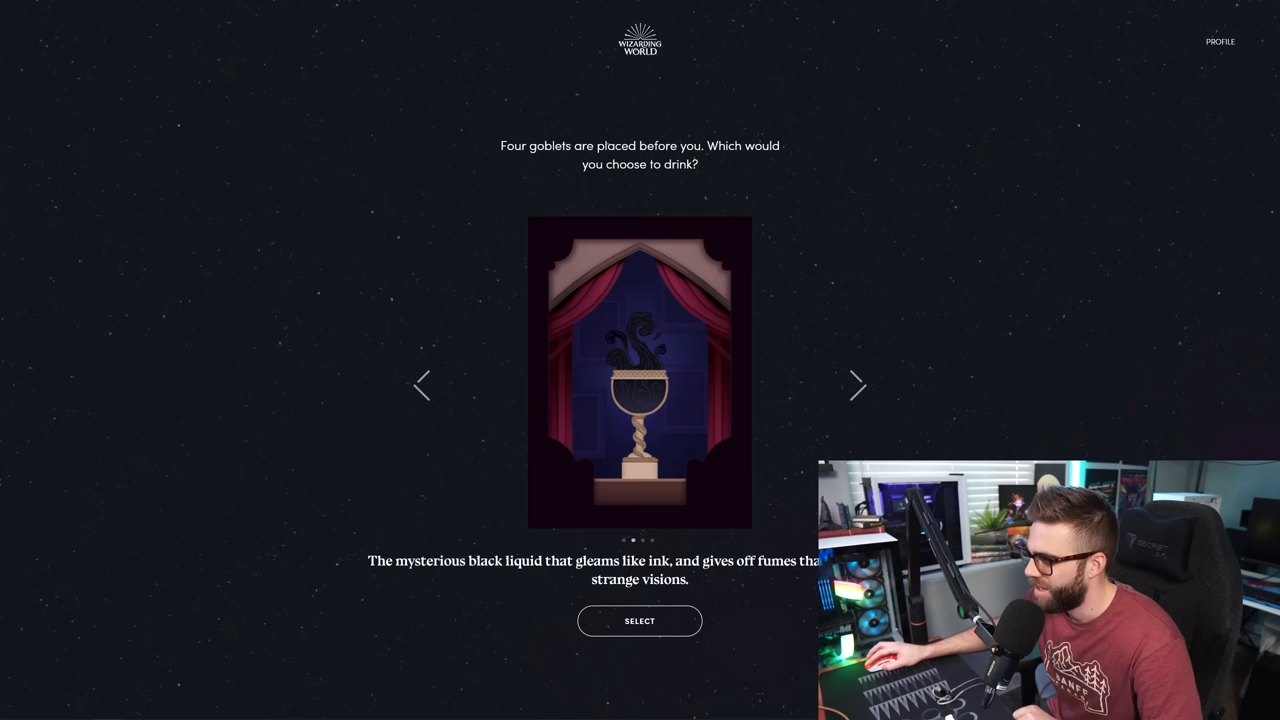 WIZARDING
WORLD
PROFILE
Four goblets are placed before you. Which would
you choose to drink?
The mysterious black liquid that gleams like ink, and gives off fumes tha
strange visions.
SELECT
BANFF